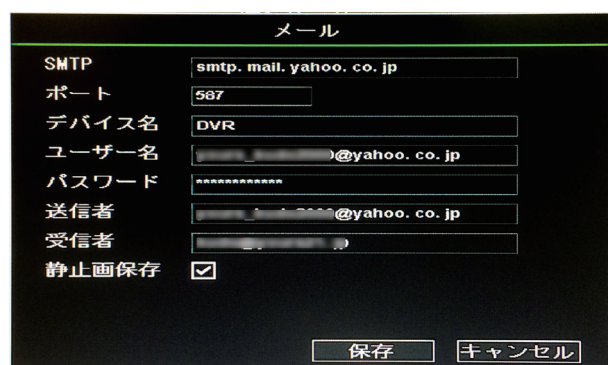 メール
SMTP smtp. mail. yahoo. co. jp
ポート 587
デバイス名 DVR
ユーザー名 @yahoo. co. jp
パスワード ************
送信者 @yahoo. co. jp
受信者
静止画保存
保存 キャンセル